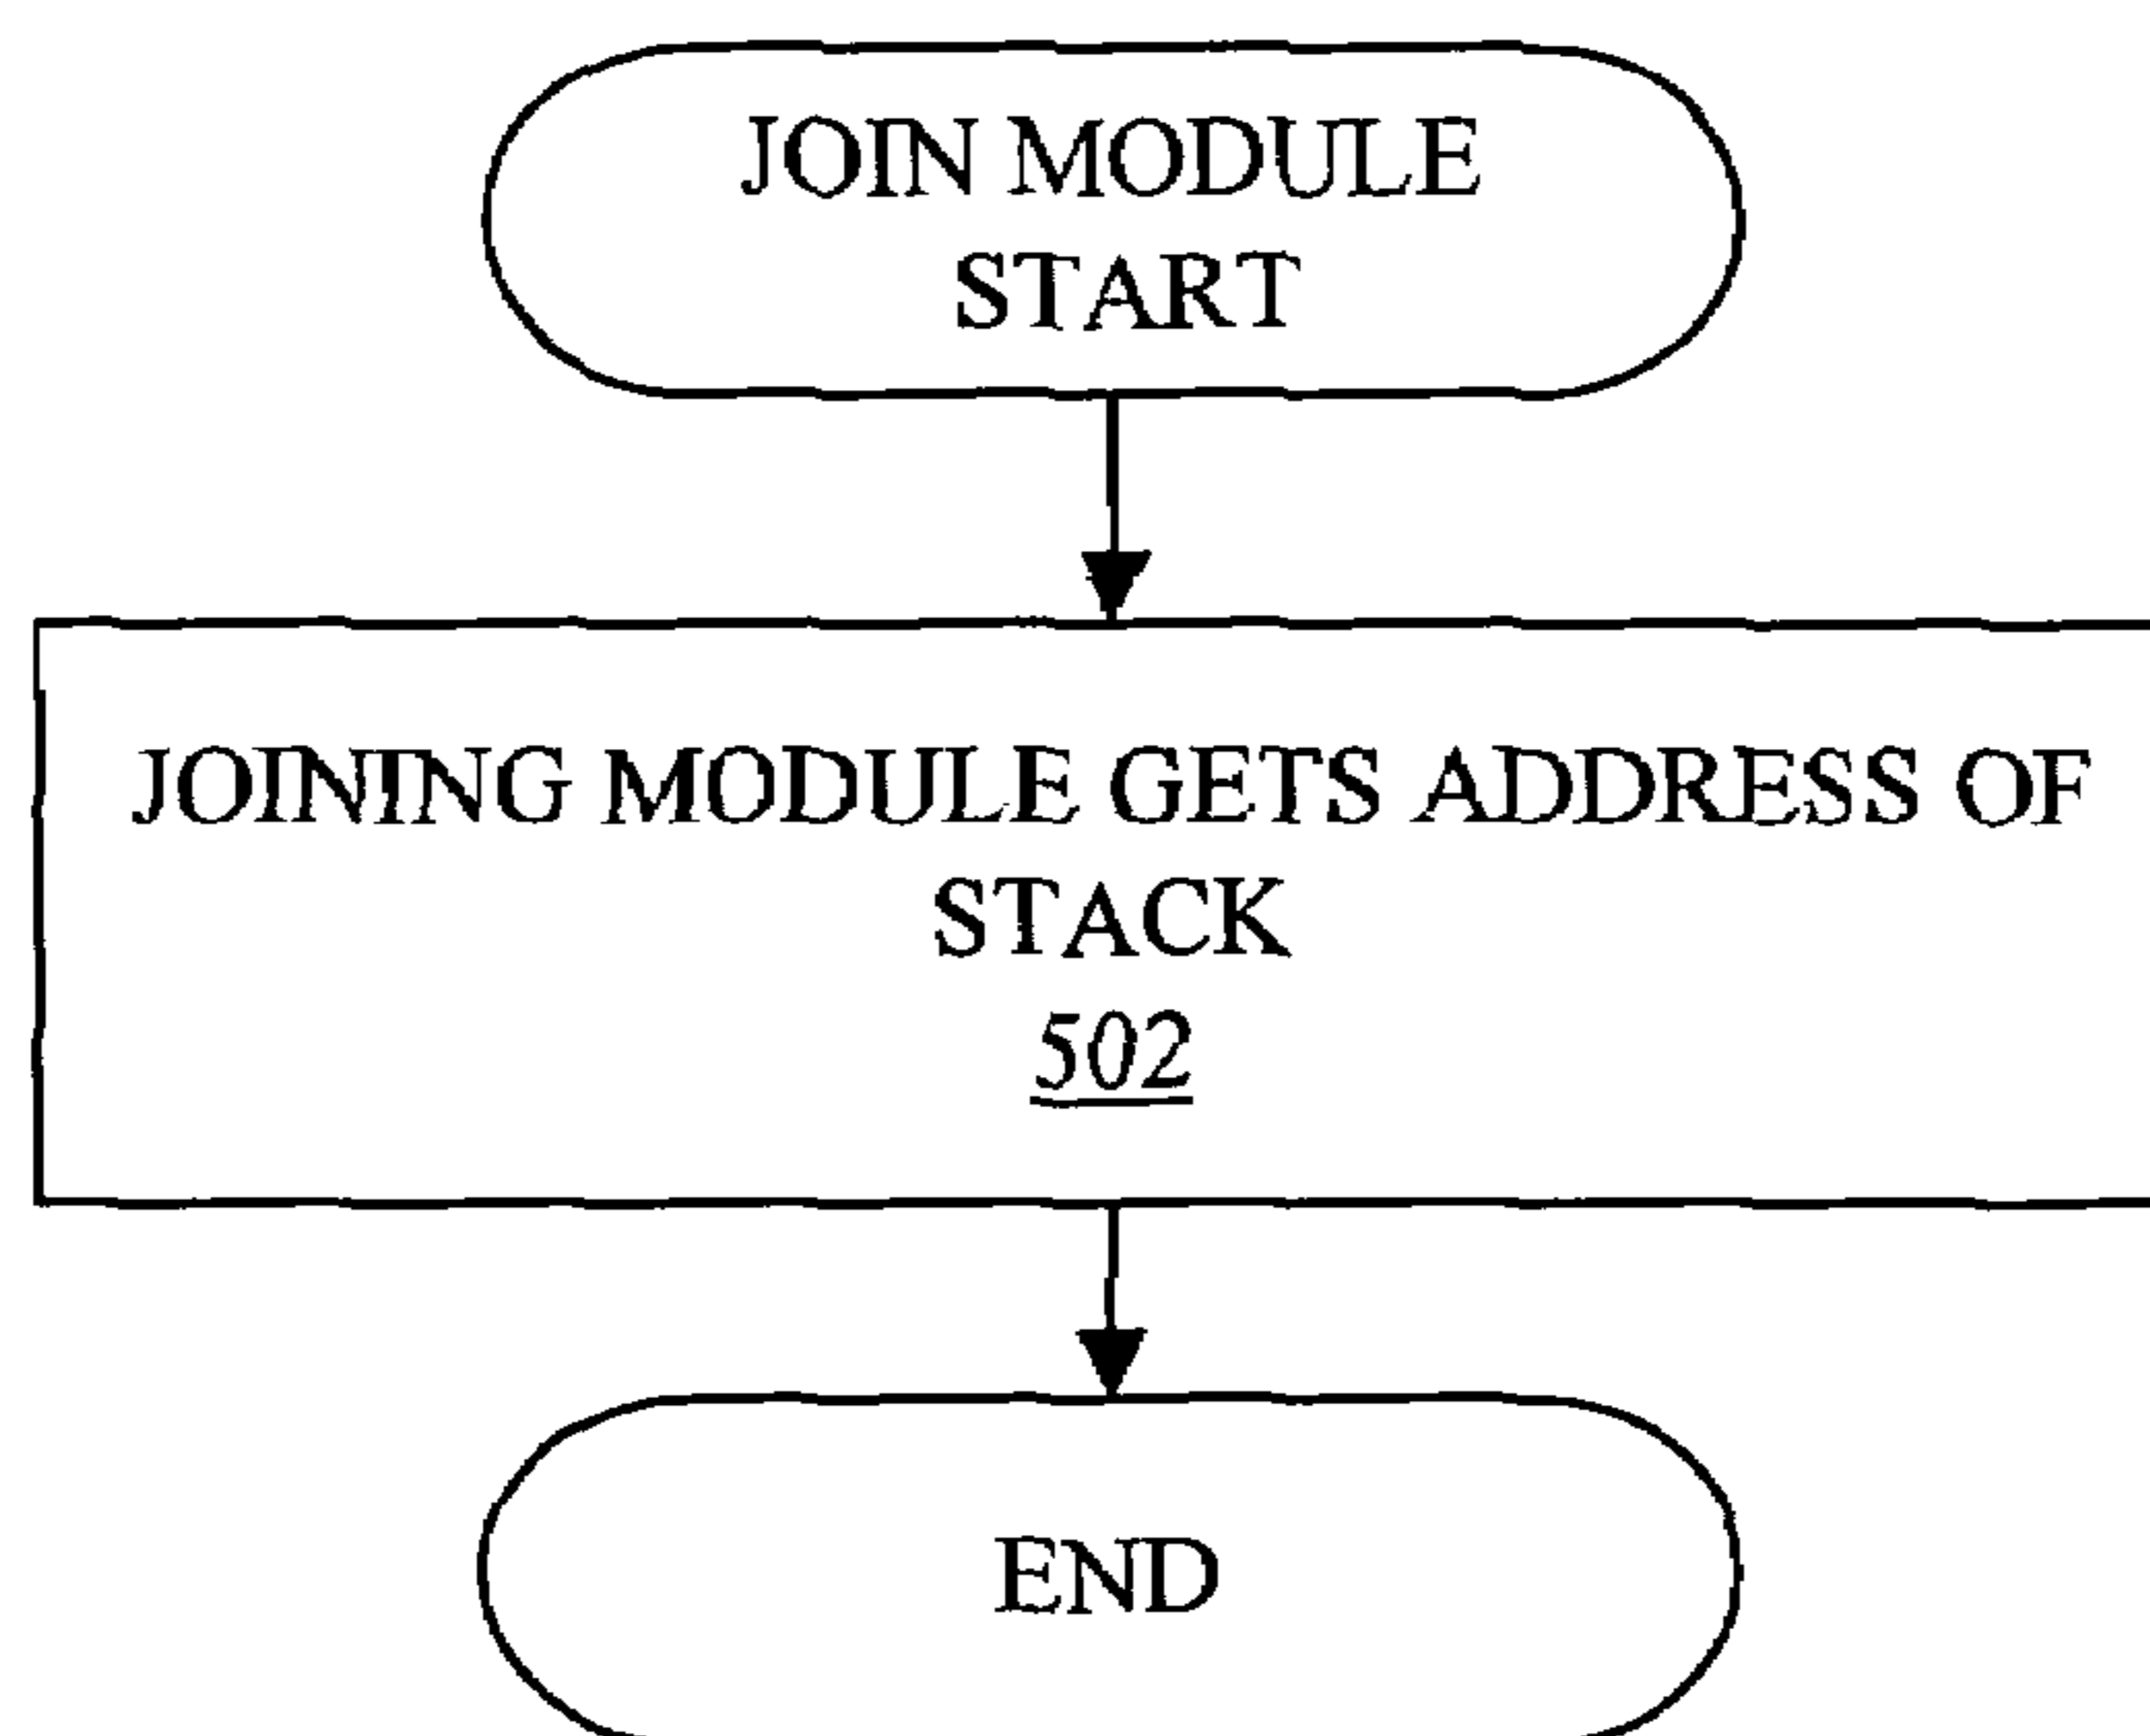 JOIN MODULE
START
JOINING MODULE GETS ADDRESS OF
STACK
502
END